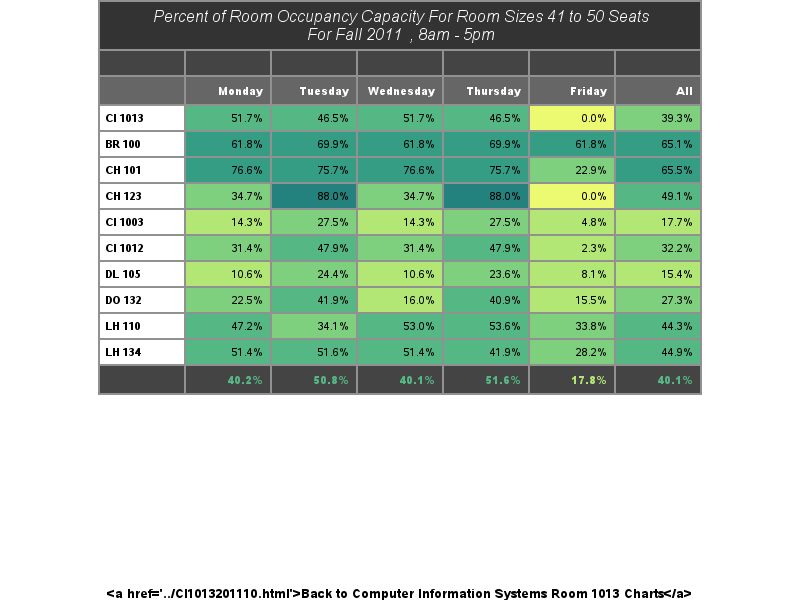 Percent of Room Occupancy Capacity For Room Sizes 41 to 50 Seats
For Fall 2011 , 8am - 5pm
Monday Tuesday Wednesday Thursday Friday All
CI 1013 51.7% 46.5% 51.7% 46.5% 0.0% 39.3%
BR 100 61.8% 69.9% 61.8% 69.9% 61.8% 65.1%
CH 101 76.6% 75.7% 76.6% 75.7% 22.9% 65.5%
CH 123 34.7% 88.0% 34.7% 88.0% 0.0% 49.1%
CI 1003 14.3% 27.5% 14.3% 27.5% 4.8% 17.7%
CI 1012 31.4% 47.9% 31.4% 47.9% 2.3% 32.2%
DL 105 10.6% 24.4% 10.6% 23.6% 8.1% 15.4%
DO 132 22.5% 41.9% 16.0% 40.9% 15.5% 27.3%
LH 110 47.2% 34.1% 53.0% 53.6% 33.8% 44.3%
LH 134 51.4% 51.6% 51.4% 41.9% 28.2% 44.9%
40.2% 50.8% 40.1% 51.6% 17.8% 40.1%
<a href='../CI1013201110.html'>Back to Computer Information Systems Room 1013 Charts</a>